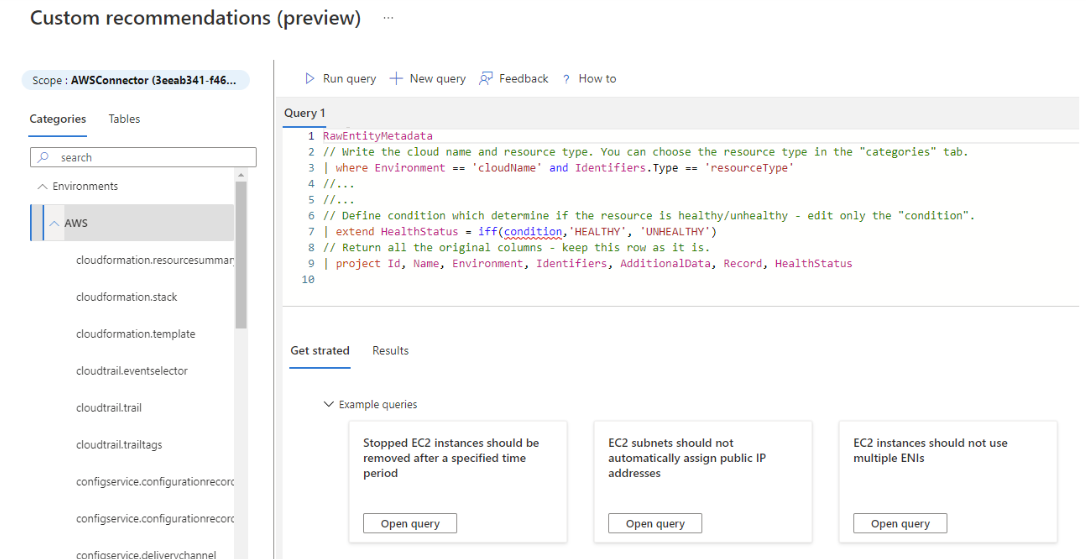 Custom recommendations (preview) ...
Scope : AWSConnector (3eeab341-f46...
Categories Tables
search
Environments
AWS
cloudformation.resourcesummar
cloudformation.stack
cloudformation.template
cloudtrail.eventselector
cloudtrail.trail
cloudtrail.trailtags
configservice.configurationrecord
configservice.configurationrecord
configservice.deliverychannel
Run query New query Feedback ? How to
Query 1
1 RawEntityMetadata
2 // Write the cloud name and resource type. You can choose the resource type in the "categories" tab.
3 | where Environment == 'cloudName' and Identifiers.Type == 'resourceType'
4 //...
5 //...
6 // Define condition which determine if the resource is healthy/unhealthy - edit only the "condition".
7 | extend HealthStatus = iff(condition,'HEALTHY', 'UNHEALTHY')
8 // Return all the original columns - keep this row as it is.
9 | project Id, Name, Environment, Identifiers, AdditionalData, Record, HealthStatus
10
Get strated Results
Example queries
Stopped EC2 instances should be
removed after a specified time
period
Open query
EC2 subnets should not
automatically assign public IP
addresses
Open query
EC2 instances should not use
multiple ENIs
Open query